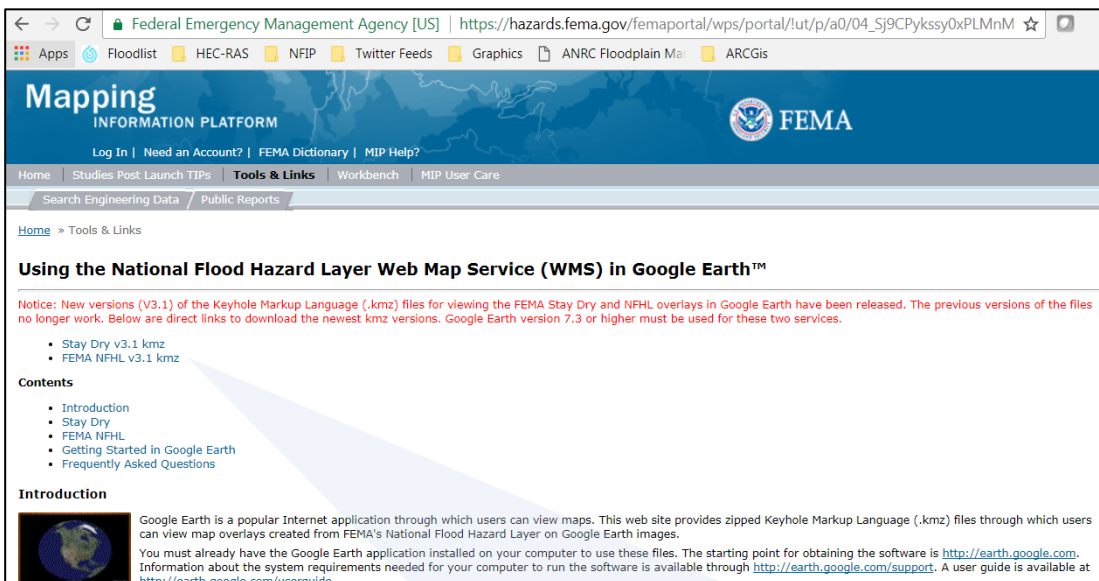 Federal Emergency Management Agency [US] | https://hazards.fema.gov/femaportal/wps/portal/!ut/p/a0/04_Sj9CPykssy0xPLMnM
Apps Floodlist HEC-RAS NFIP Twitter Feeds Graphics ANRC Floodplain Ma ARCGis
Mapping
INFORMATION PLATFORM
FEMA
Log In | Need an Account? | FEMA Dictionary | MIP Help?
Home | Studies Post Launch TIPs | Tools & Links | Workbench | MIP User Care
Search Engineering Data / Public Reports
Home » Tools & Links
Using the National Flood Hazard Layer Web Map Service (WMS) in Google Earth™
Notice: New versions (V3.1) of the Keyhole Markup Language (.kmz) files for viewing the FEMA Stay Dry and NFHL overlays in Google Earth have been released. The previous versions of the files
no longer work. Below are direct links to download the newest kmz versions. Google Earth version 7.3 or higher must be used for these two services.
• Stay Dry v3.1 kmz
• FEMA NFHL v3.1 kmz
Contents
• Introduction
• Stay Dry
• FEMA NFHL
• Getting Started in Google Earth
• Frequently Asked Questions
Introduction
Google Earth is a popular Internet application through which users can view maps. This web site provides zipped Keyhole Markup Language (.kmz) files through which users
can view map overlays created from FEMA's National Flood Hazard Layer on Google Earth images.
You must already have the Google Earth application installed on your computer to use these files. The starting point for obtaining the software is http://earth.google.com.
Information about the system requirements needed for your computer to run the software is available through http://earth.google.com/support. A user guide is available at
http://earth.google.com/userguide